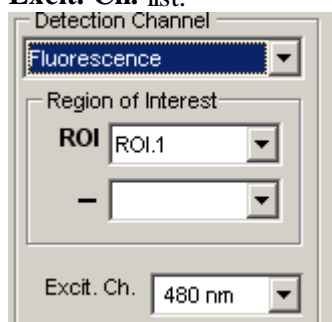 Excit. Ch. list.
Detection Channel
Fluorescence
Region of Interest
ROI ROI.1
–
Excit. Ch. 480 nm